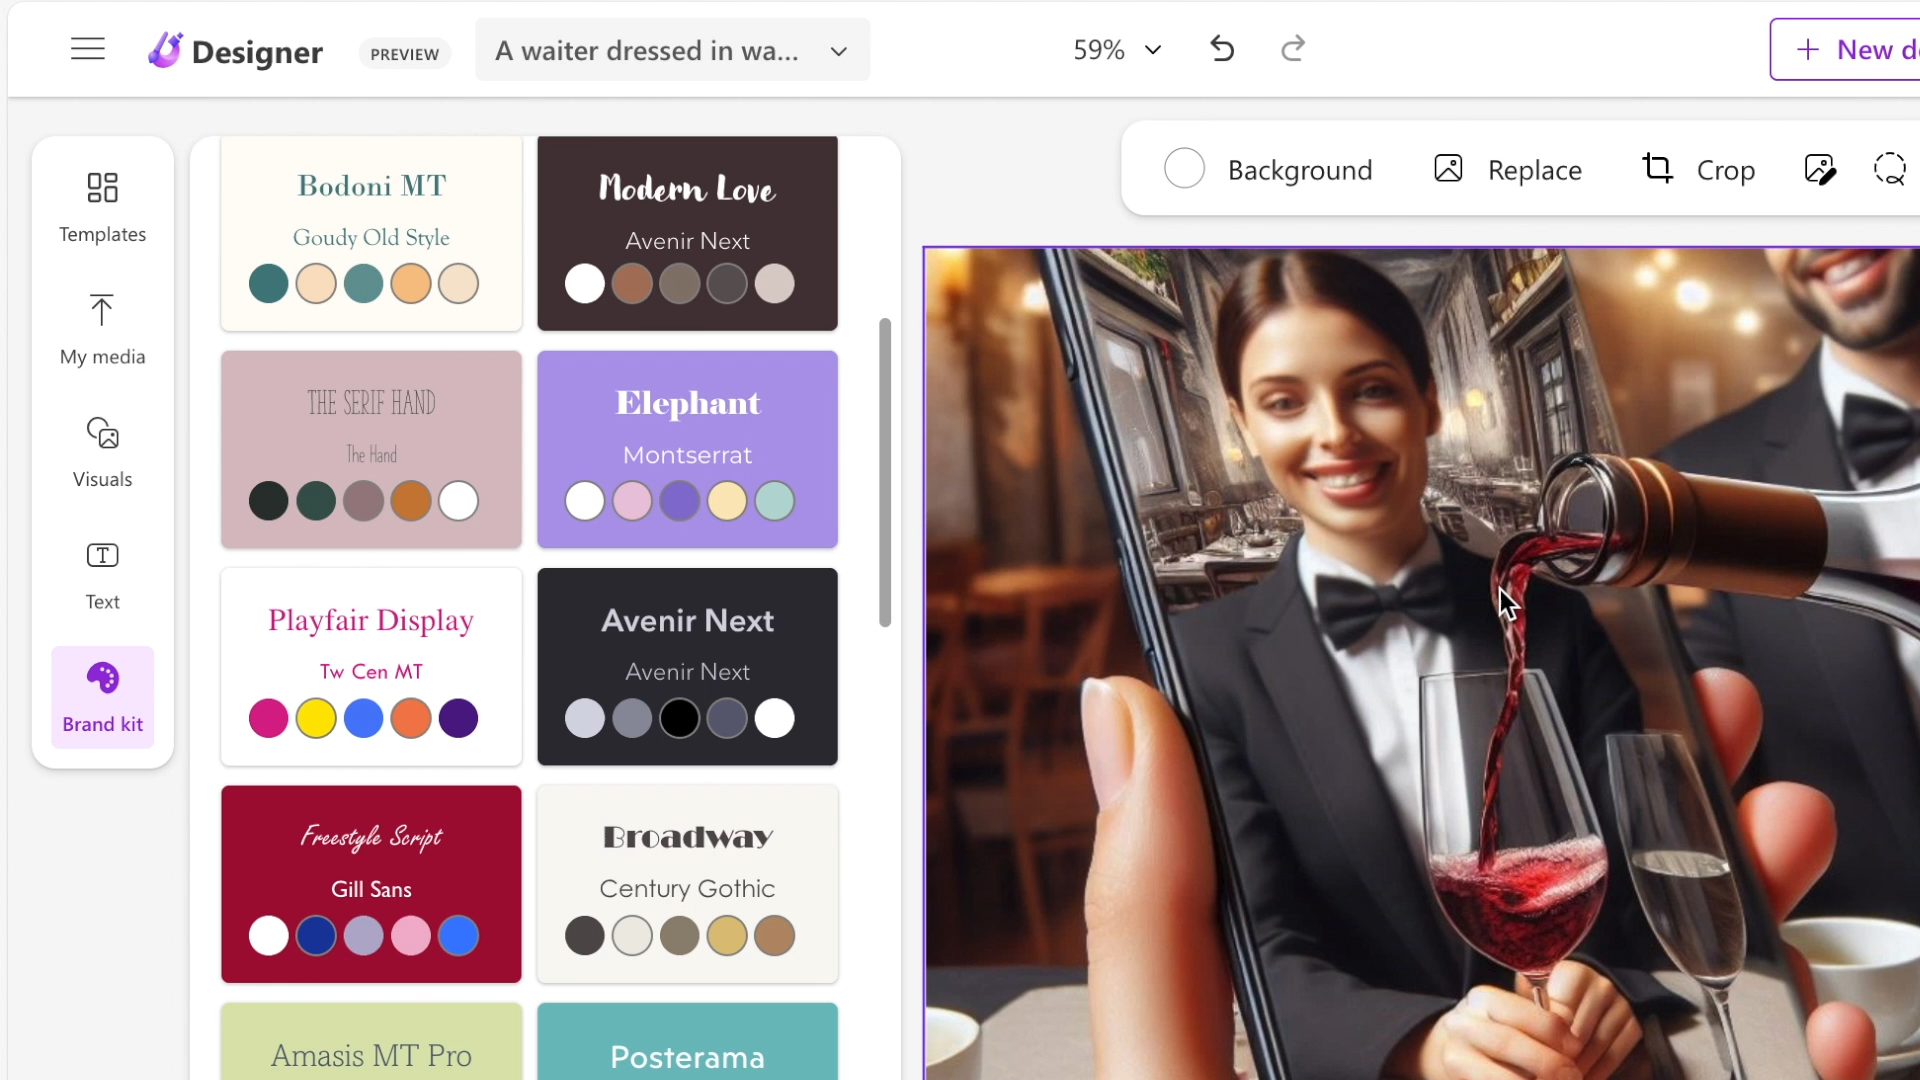 Designer PREVIEW A waiter dressed in wa... 59% New d
Background Replace Crop
Templates
My media
Visuals
Text
Brand kit
Bodoni MT
Goudy Old Style
Modern Love
Avenir Next
THE SERIF HAND
The Hand
Elephant
Montserrat
Playfair Display
Tw Cen MT
Avenir Next
Avenir Next
Freestyle Script
Gill Sans
Broadway
Century Gothic
Amasis MT Pro
Posterama